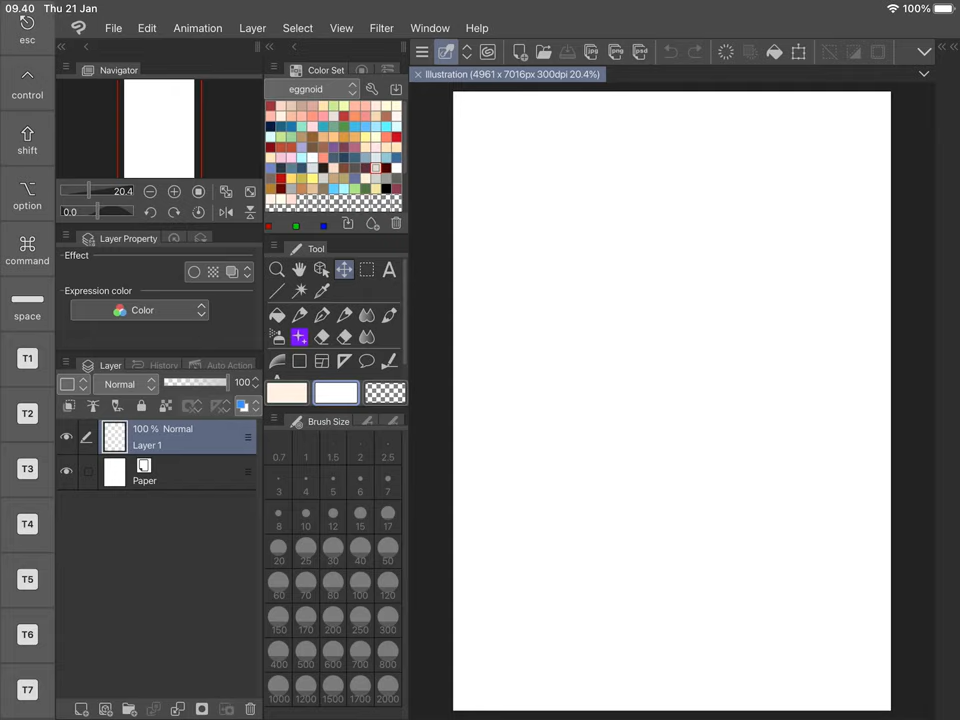 09.40 Thu 21 Jan 100%
File Edit Animation Layer Select View Filter Window Help
esc
control
shift
option
command
space
T1
T2
T3
T4
T5
T6
T7
Navigator
20.4
0.0
Layer Property
Effect
Expression color
Color
Layer History Auto Action
Normal 100
100 % Normal
Layer 1
Paper
Color Set
eggnoid
Tool
A
Brush Size
0.7 1 1.5 2 2.5
3 4 5 6 7
8 10 12 15 17
20 25 30 40 50
60 70 80 100 120
150 170 200 250 300
400 500 600 700 800
1000 1200 1500 1700 2000
jpg png psd
Illustration (4961 x 7016px 300dpi 20.4%)